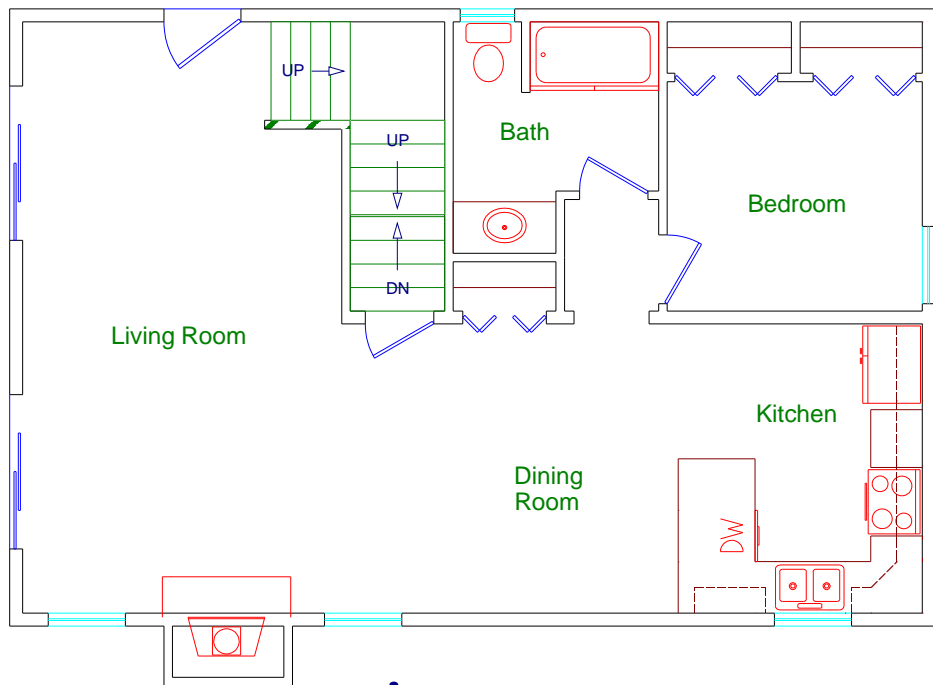 UP
UP
Bath
Bedroom
DN
Living Room
Kitchen
Dining
Room
DW